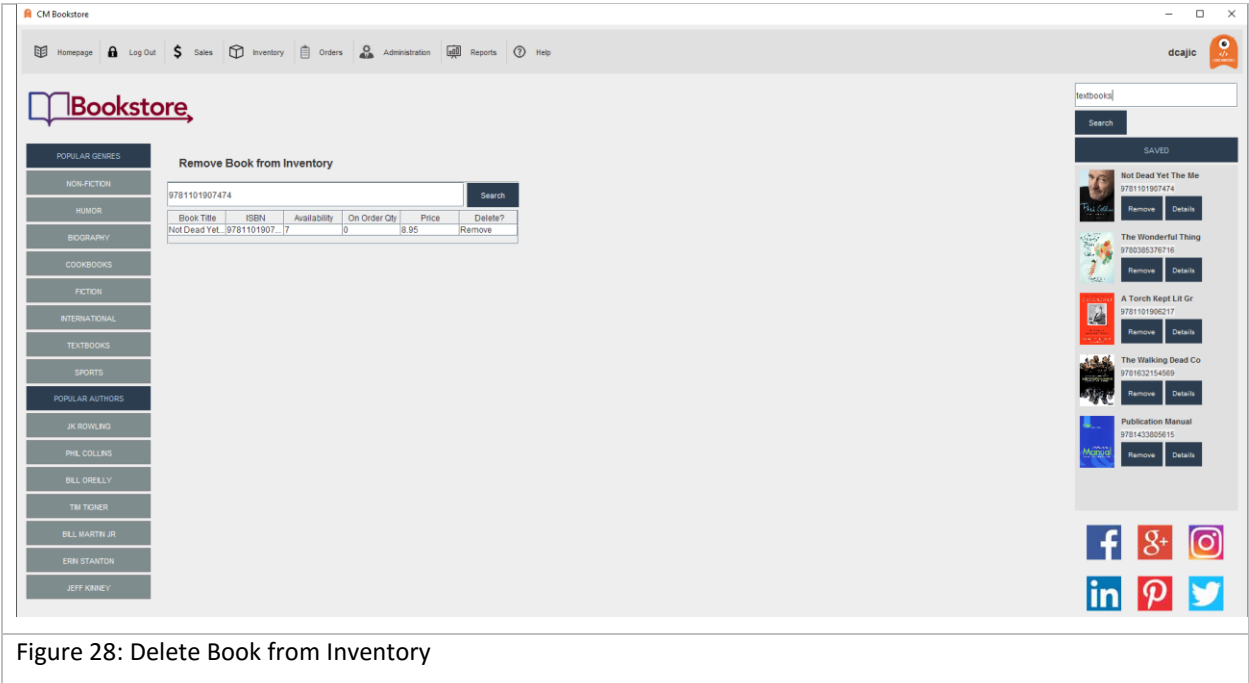 CM Bookstore
Homepage Log Out Sales Inventory Orders Administration Reports Help
dcajic
Bookstore
textbooks
Search
SAVED
Not Dead Yet The Me
9781101907474
Remove Details
The Wonderful Thing
9780385376716
Remove Details
A Torch Kept Lit Gr
9781101906217
Remove Details
The Walking Dead Co
9781632154569
Remove Details
Publication Manual
9781433805615
Remove Details
POPULAR GENRES
NON-FICTION
HUMOR
BIOGRAPHY
COOKBOOKS
FICTION
INTERNATIONAL
TEXTBOOKS
SPORTS
POPULAR AUTHORS
JK ROWLING
PHIL COLLINS
BILL OREILLY
TIM TIGNER
BILL MARTIN JR
ERIN STANTON
JEFF KINNEY
Remove Book from Inventory
9781101907474
Search
Book Title ISBN Availability On Order Qty Price Delete?
Not Dead Yet... 9781101907... 7 0 8.95 Remove
Figure 28: Delete Book from Inventory